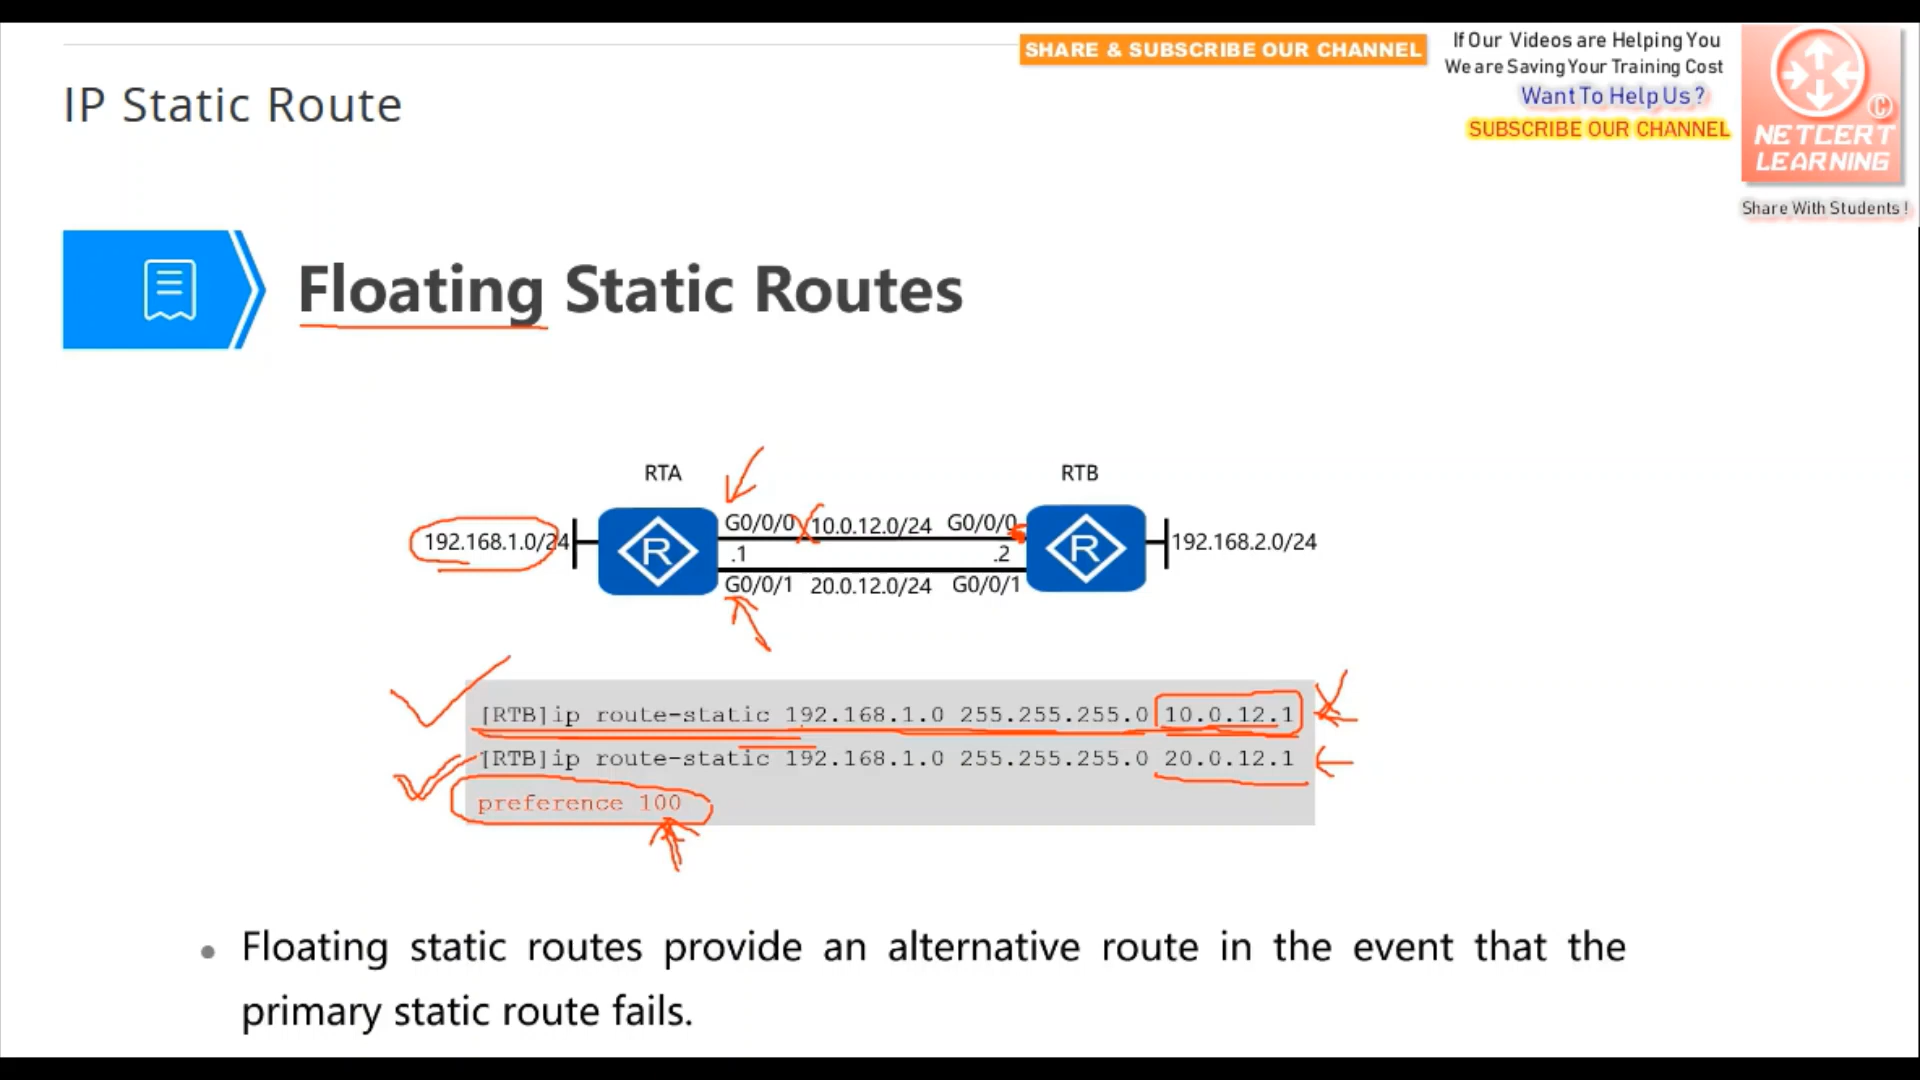 SHARE & SUBSCRIBE OUR CHANNEL
If Our Videos are Helping You
We are Saving Your Training Cost
Want To Help Us ?
SUBSCRIBE OUR CHANNEL
©
NETCERT
LEARNING
Share With Students !
IP Static Route
Floating Static Routes
RTA
RTB
G0/0/0
10.0.12.0/24
G0/0/0
192.168.1.0/24
R
.1
.2
R
192.168.2.0/24
G0/0/1
20.0.12.0/24
G0/0/1
[RTB]ip route-static 192.168.1.0 255.255.255.0 10.0.12.1
[RTB]ip route-static 192.168.1.0 255.255.255.0 20.0.12.1
preference 100
• Floating static routes provide an alternative route in the event that the
primary static route fails.